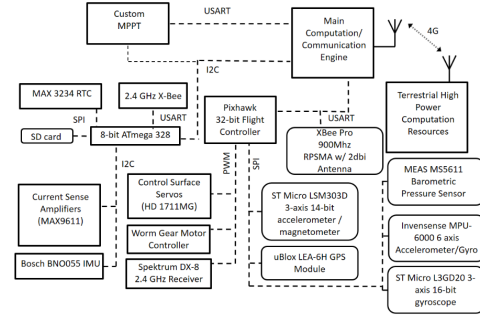 Custom
MPPT
USART
Main
Computation/
Communication
Engine
4G
I2C
MAX 3234 RTC
2.4 GHz X-Bee
Pixhawk
32-bit Flight
Controller
Terrestrial High
Power
Computation
Resources
SPI
USART
USART
SD card
8-bit ATmega 328
XBee Pro
900Mhz
RPSMA w/ 2dbi
Antenna
I2C
PWM
SPI
MEAS MS5611
Barometric
Pressure Sensor
Current Sense
Amplifiers
(MAX9611)
Control Surface
Servos
(HD 1711MG)
ST Micro LSM303D
3-axis 14-bit
accelerometer /
magnetometer
Invensense MPU-
6000 6 axis
Accelerometer/Gyro
Worm Gear Motor
Controller
Bosch BNO055 IMU
Spektrum DX-8
2.4 GHz Receiver
uBlox LEA-6H GPS
Module
ST Micro L3GD20 3-
axis 16-bit
gyroscope